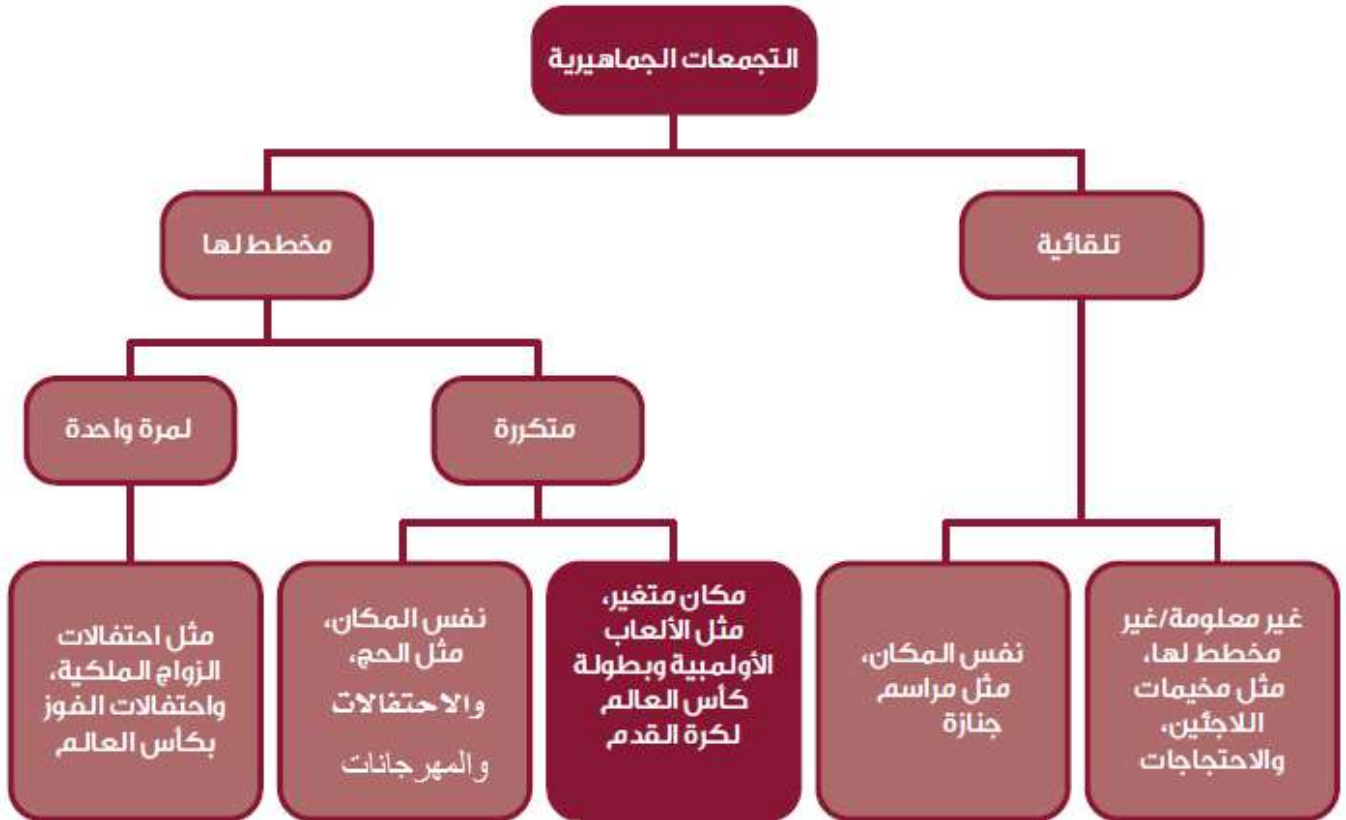 التجمعات الجماهيرية
تلقائية
مخطط لها
متكررة
لمرة واحدة
غير معلومة/غير
مخطط لها،
مثل مخيمات
اللاجئين،
والاحتجاجات
نفس المكان،
مثل مراسم
جنازة
مكان متغير،
مثل الألعاب
الأولمبية وبطولة
كأس العالم
لكرة القدم
نفس المكان،
مثل الحج،
والاحتفالات
والمهرجانات
مثل احتفالات
الزواج الملكية،
واحتفالات الفوز
بكأس العالم